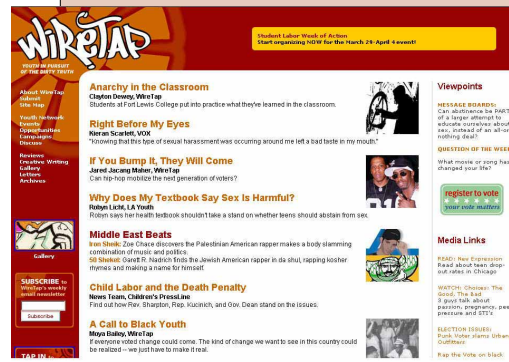 WIRETAP
YOUTH IN PURSUIT
OF THE DIRTY TRUTH
Student Labor Week of Action
Start organizing NOW for the March 29-April 4 event!
About WireTap
Submit
Site Map
Youth Network
Events
Opportunities
Campaigns
Discuss
Reviews
Creative Writing
Gallery
Letters
Archives
Gallery
SUBSCRIBE to
WireTap's weekly
email newsletter
Subscribe
TAP IN
Anarchy in the Classroom
Clayton Dewey, WireTap
Students at Fort Lewis College put into practice what they've learned in the classroom.
Right Before My Eyes
Kieran Scarlett, VOX
"Knowing that this type of sexual harassment was occuring around me left a bad taste in my mouth."
If You Bump It, They Will Come
Jared Jacang Maher, WireTap
Can hip-hop mobilize the next generation of voters?
Why Does My Textbook Say Sex Is Harmful?
Robyn Licht, LA Youth
Robyn says her health textbook shouldn't take a stand on whether teens should abstain from sex.
Middle East Beats
Iron Sheik: Zoe Chace discovers the Palestinian American rapper makes a body slamming
combination of music and politics.
50 Shekel: Garett R. Nadrich finds the Jewish American rapper in da shul, rapping kosher
rhymes and making a name for himself.
Child Labor and the Death Penalty
News Team, Children's PressLine
Find out how Rev. Sharpton, Rep. Kucinich, and Gov. Dean stand on the issues.
A Call to Black Youth
Moya Bailey, WireTap
If everyone voted change could come. The kind of change we want to see in this country could
be realized -- we just have to make it real.
Viewpoints
MESSAGE BOARDS:
Can abstinence be PART
of a larger attempt to
educate ourselves about
sex, instead of an all-or-
nothing deal?
QUESTION OF THE WEEK
What movie or song has
changed your life?
register to vote
your vote matters
Media Links
READ: New Expression
Read about teen drop-
out rates in Chicago
WATCH: Choices: The
Good, The Bad
3 guys talk about
passion, pregnancy, peer
pressure and STI's
ELECTION ISSUES:
Punk Voter slams Urban
Outfitters
Rap the Vote on black